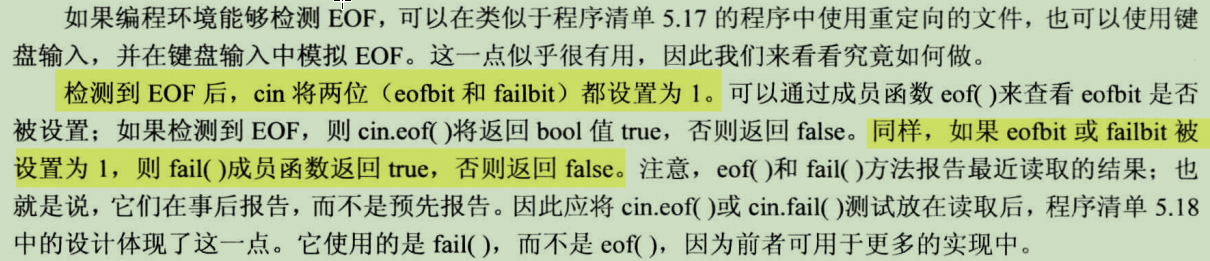 如果编程环境能够检测 EOF，可以在类似于程序清单 5.17 的程序中使用重定向的文件，也可以使用键
盘输入，并在键盘输入中模拟 EOF。这一点似乎很有用，因此我们来看看究竟如何做。
检测到 EOF 后，cin 将两位（eofbit 和 failbit）都设置为 1。可以通过成员函数 eof( )来查看 eofbit 是否
被设置；如果检测到 EOF，则 cin.eof( )将返回 bool 值 true，否则返回 false。同样，如果 eofbit 或 failbit 被
设置为 1，则 fail( )成员函数返回 true，否则返回 false。注意，eof( )和 fail( )方法报告最近读取的结果；也
就是说，它们在事后报告，而不是预先报告。因此应将 cin.eof( )或 cin.fail( )测试放在读取后，程序清单 5.18
中的设计体现了这一点。它使用的是 fail( )，而不是 eof( )，因为前者可用于更多的实现中。